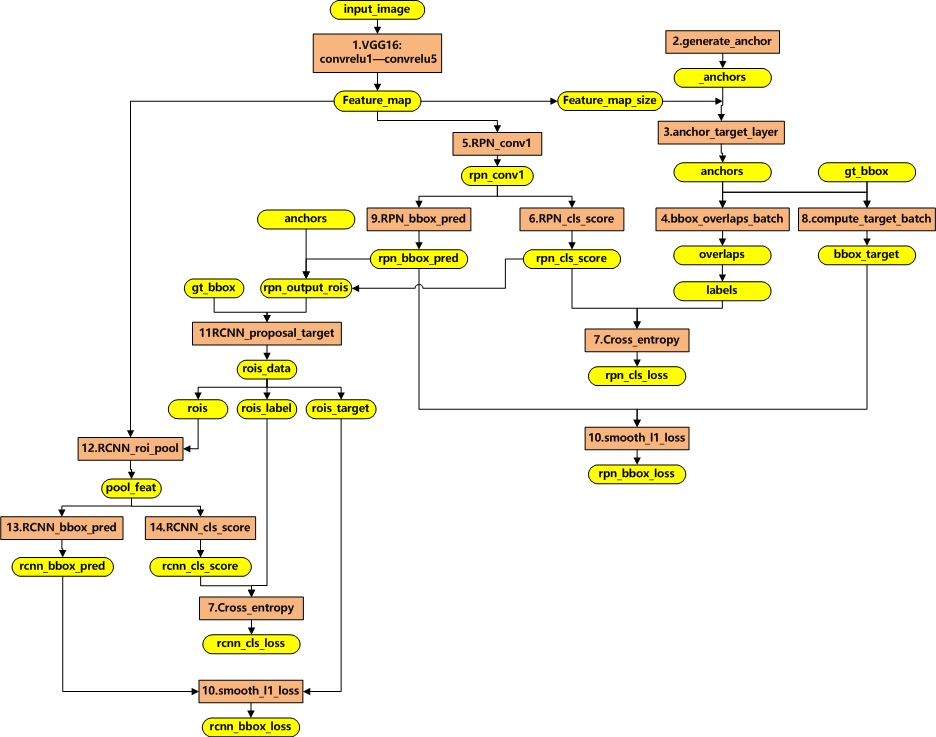 input_image
1.VGG16:
convrelu1—convrelu5
2.generate_anchor
_anchors
Feature_map
Feature_map_size
3.anchor_target_layer
5.RPN_conv1
rpn_conv1
anchors
gt_bbox
anchors
9.RPN_bbox_pred
6.RPN_cls_score
4.bbox_overlaps_batch
8.compute_target_batch
rpn_bbox_pred
rpn_cls_score
overlaps
bbox_target
gt_bbox
rpn_output_rois
labels
11RCNN_proposal_target
7.Cross_entropy
rois_data
rpn_cls_loss
rois
rois_label
rois_target
12.RCNN_roi_pool
10.smooth_l1_loss
rpn_bbox_loss
pool_feat
13.RCNN_bbox_pred
14.RCNN_cls_score
rcnn_bbox_pred
rcnn_cls_score
7.Cross_entropy
rcnn_cls_loss
10.smooth_l1_loss
rcnn_bbox_loss